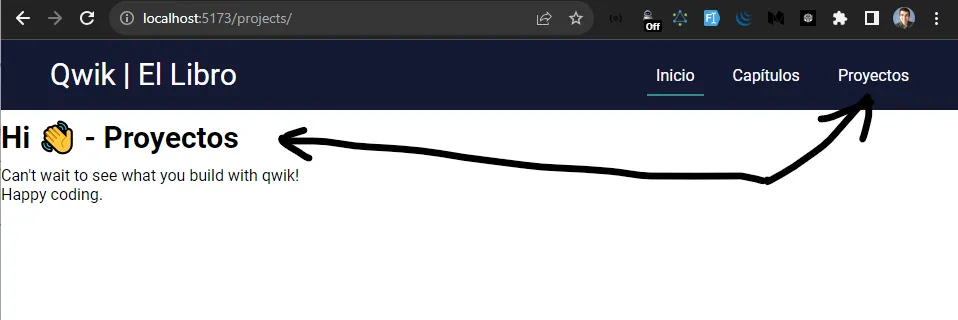 localhost:5173/projects/
Off
Qwik | El Libro
Inicio
Capítulos
Proyectos
Hi 👋 - Proyectos
Can't wait to see what you build with qwik!
Happy coding.